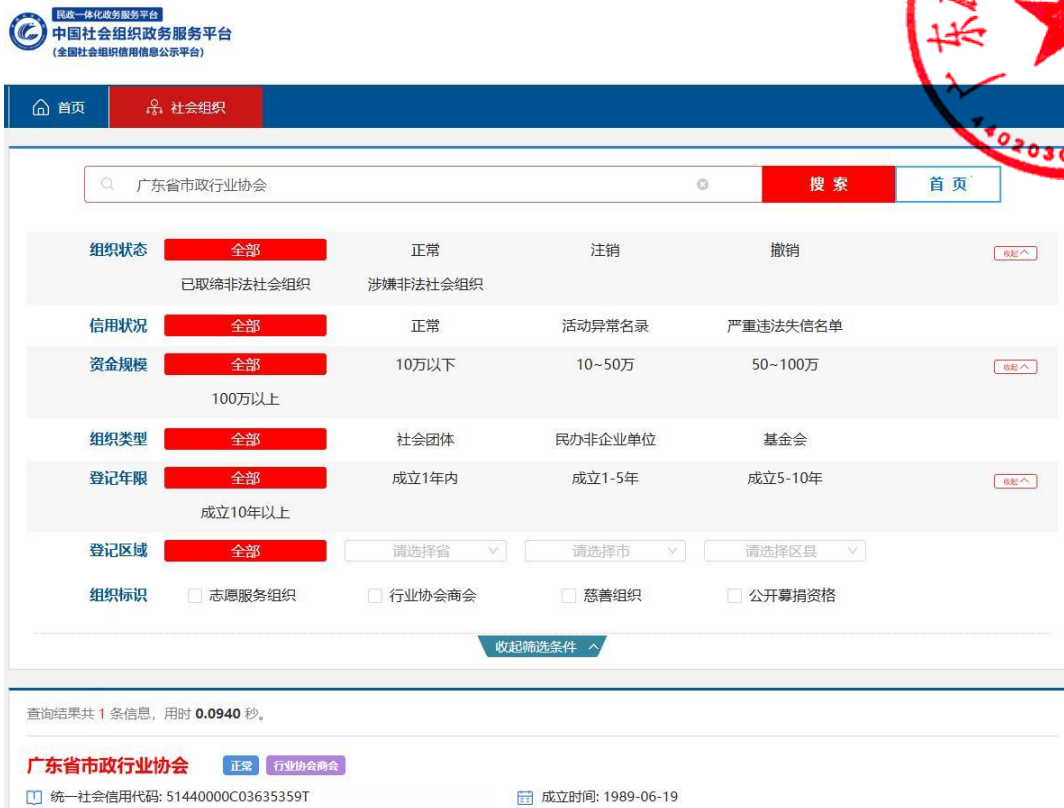 民政一体化政务服务平台
中国社会组织政务服务平台
(全国社会组织信用信息公示平台)
首页 社会组织
广东
4402030
广东省市政行业协会 搜 索 首 页
组织状态 全部 正常 注销 撤销 收起
已取缔非法社会组织 涉嫌非法社会组织
信用状况 全部 正常 活动异常名录 严重违法失信名单
资金规模 全部 10万以下 10~50万 50~100万 收起
100万以上
组织类型 全部 社会团体 民办非企业单位 基金会
登记年限 全部 成立1年内 成立1-5年 成立5-10年 收起
成立10年以上
登记区域 全部 请选择省 请选择市 请选择区县
组织标识 志愿服务组织 行业协会商会 慈善组织 公开募捐资格
收起筛选条件
查询结果共 1 条信息, 用时 0.0940 秒。
广东省市政行业协会 正常 行业协会商会
统一社会信用代码: 51440000C03635359T 成立时间: 1989-06-19